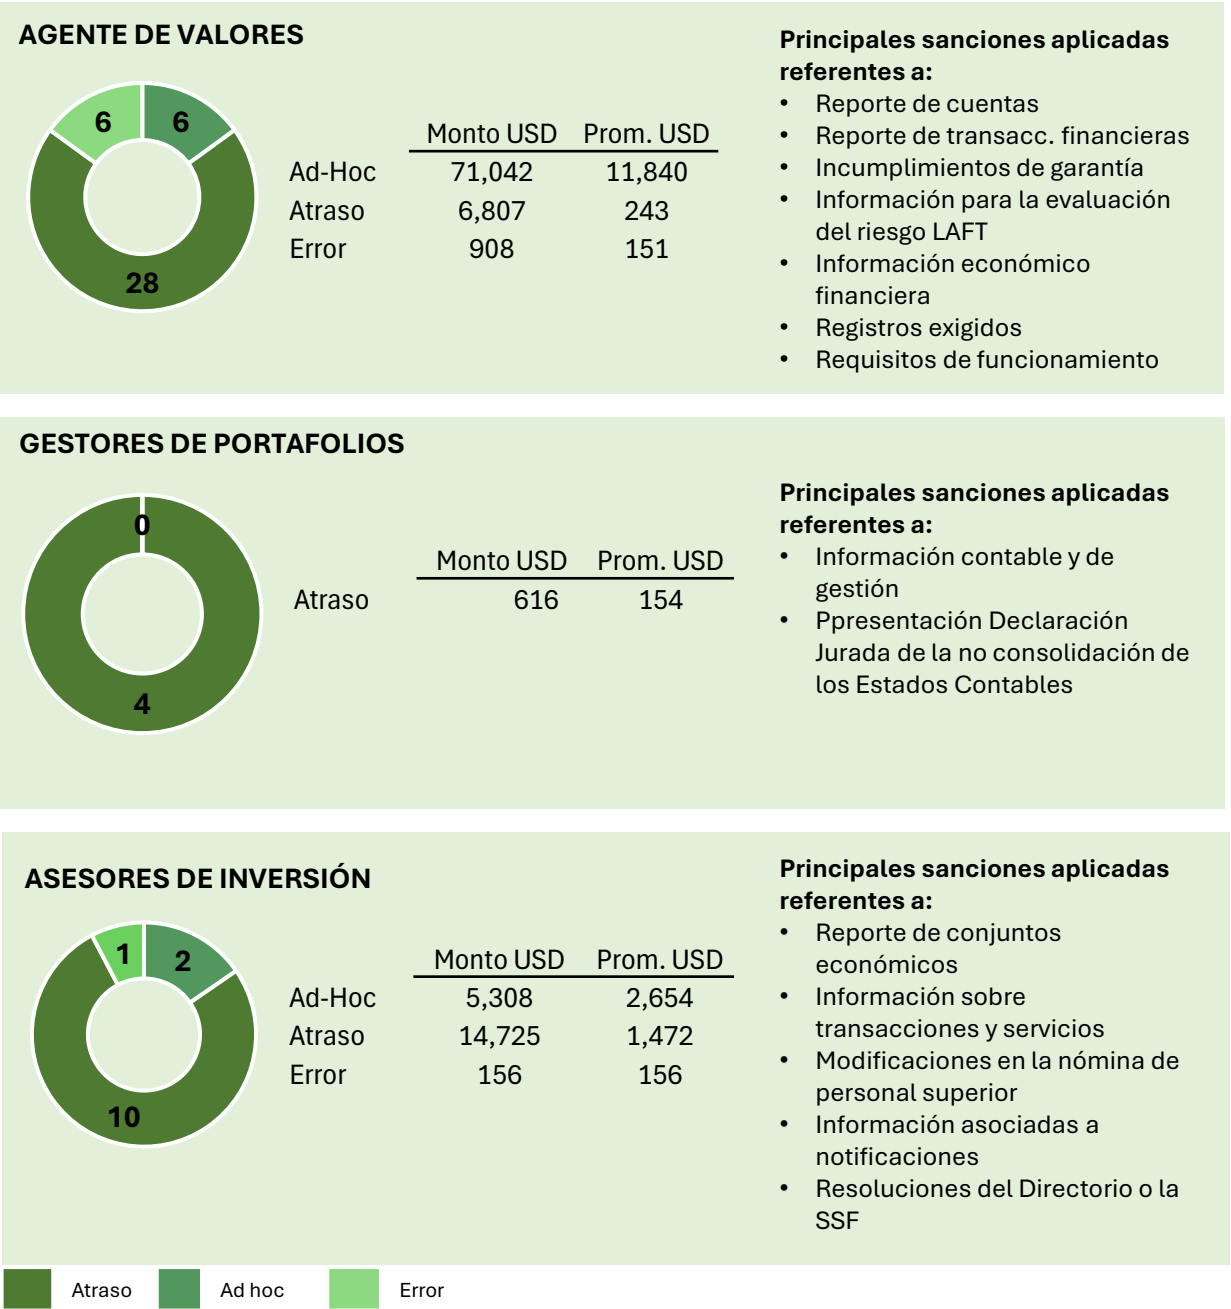 AGENTE DE VALORES
6
6
28
Monto USD Prom. USD
Ad-Hoc 71,042 11,840
Atraso 6,807 243
Error 908 151
Principales sanciones aplicadas
referentes a:
• Reporte de cuentas
• Reporte de transacc. financieras
• Incumplimientos de garantía
• Información para la evaluación
del riesgo LAFT
• Información económico
financiera
• Registros exigidos
• Requisitos de funcionamiento
GESTORES DE PORTAFOLIOS
0
4
Monto USD Prom. USD
Atraso 616 154
Principales sanciones aplicadas
referentes a:
• Información contable y de
gestión
• Ppresentación Declaración
Jurada de la no consolidación de
los Estados Contables
ASESORES DE INVERSIÓN
1
2
10
Monto USD Prom. USD
Ad-Hoc 5,308 2,654
Atraso 14,725 1,472
Error 156 156
Principales sanciones aplicadas
referentes a:
• Reporte de conjuntos
económicos
• Información sobre
transacciones y servicios
• Modificaciones en la nómina de
personal superior
• Información asociadas a
notificaciones
• Resoluciones del Directorio o la
SSF
Atraso Ad hoc Error